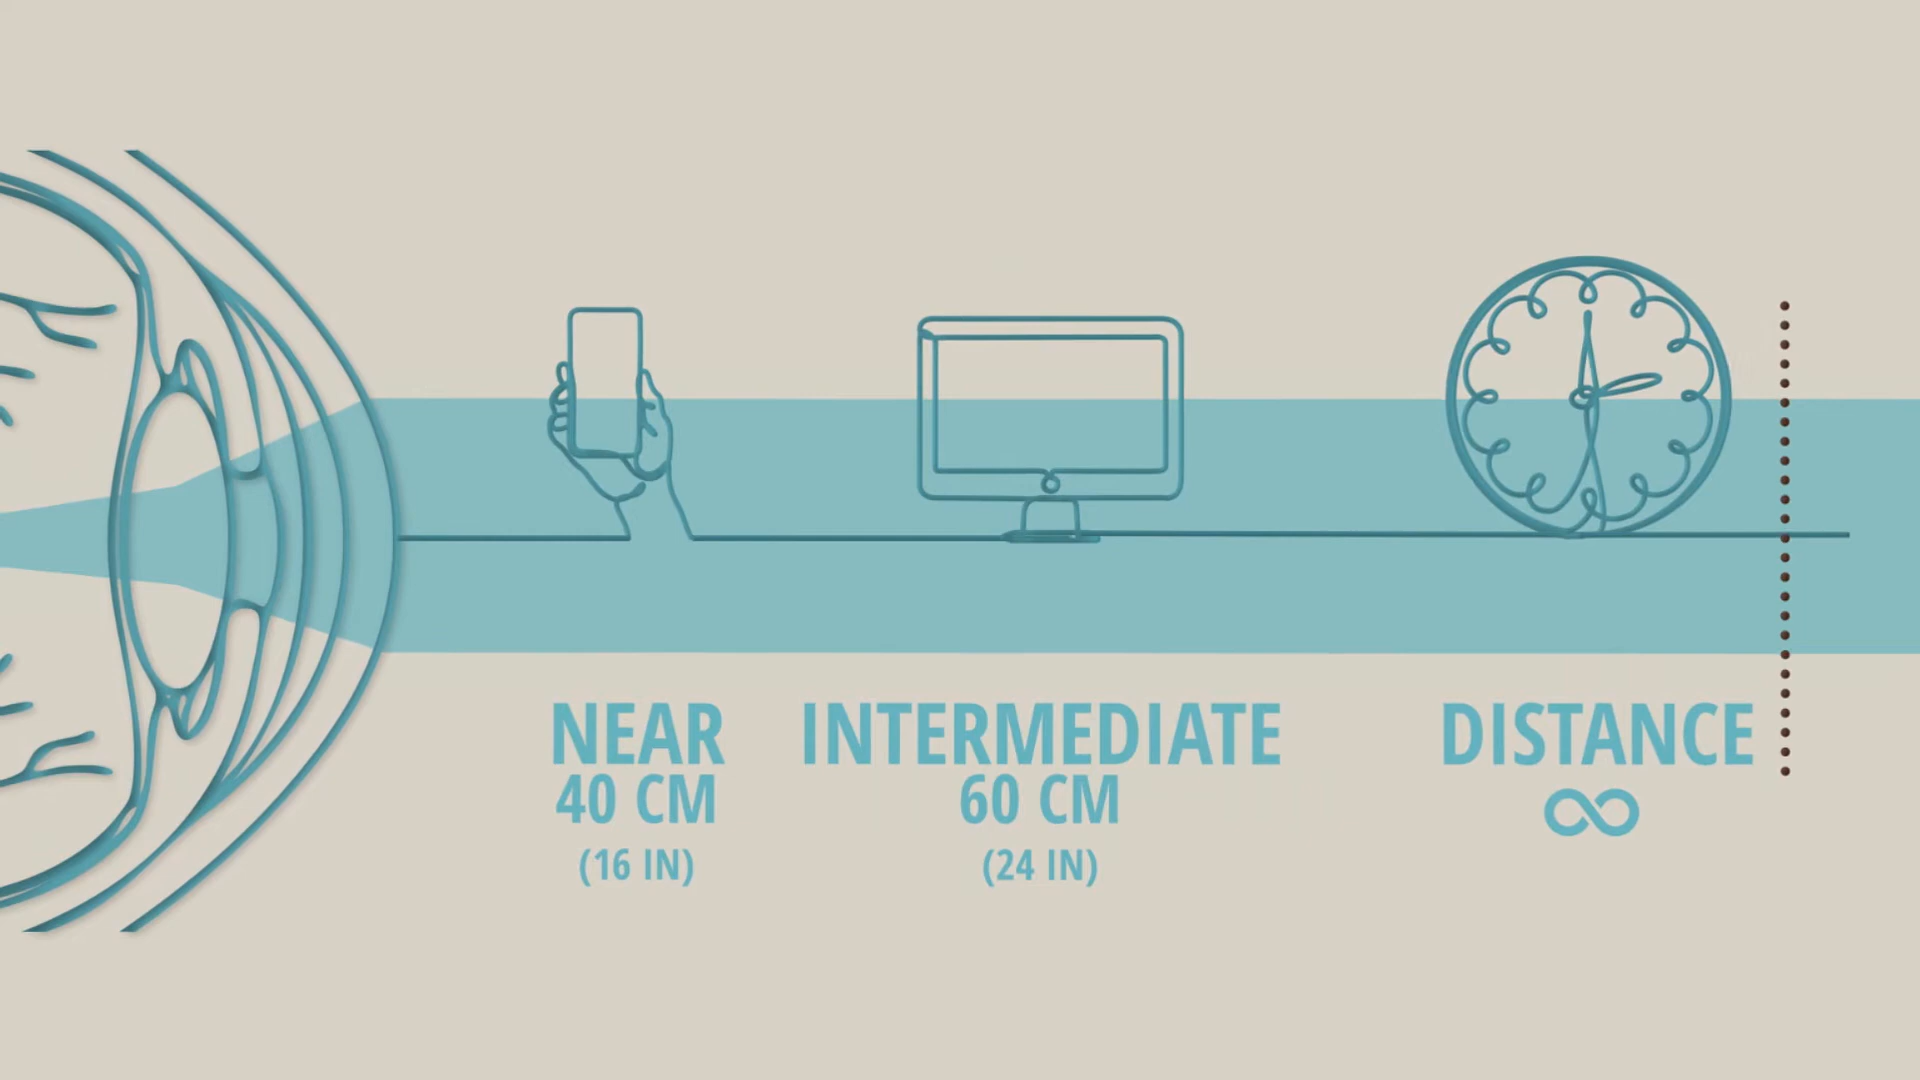 NEAR
40 CM
(16 IN)
INTERMEDIATE
60 CM
(24 IN)
DISTANCE
∞